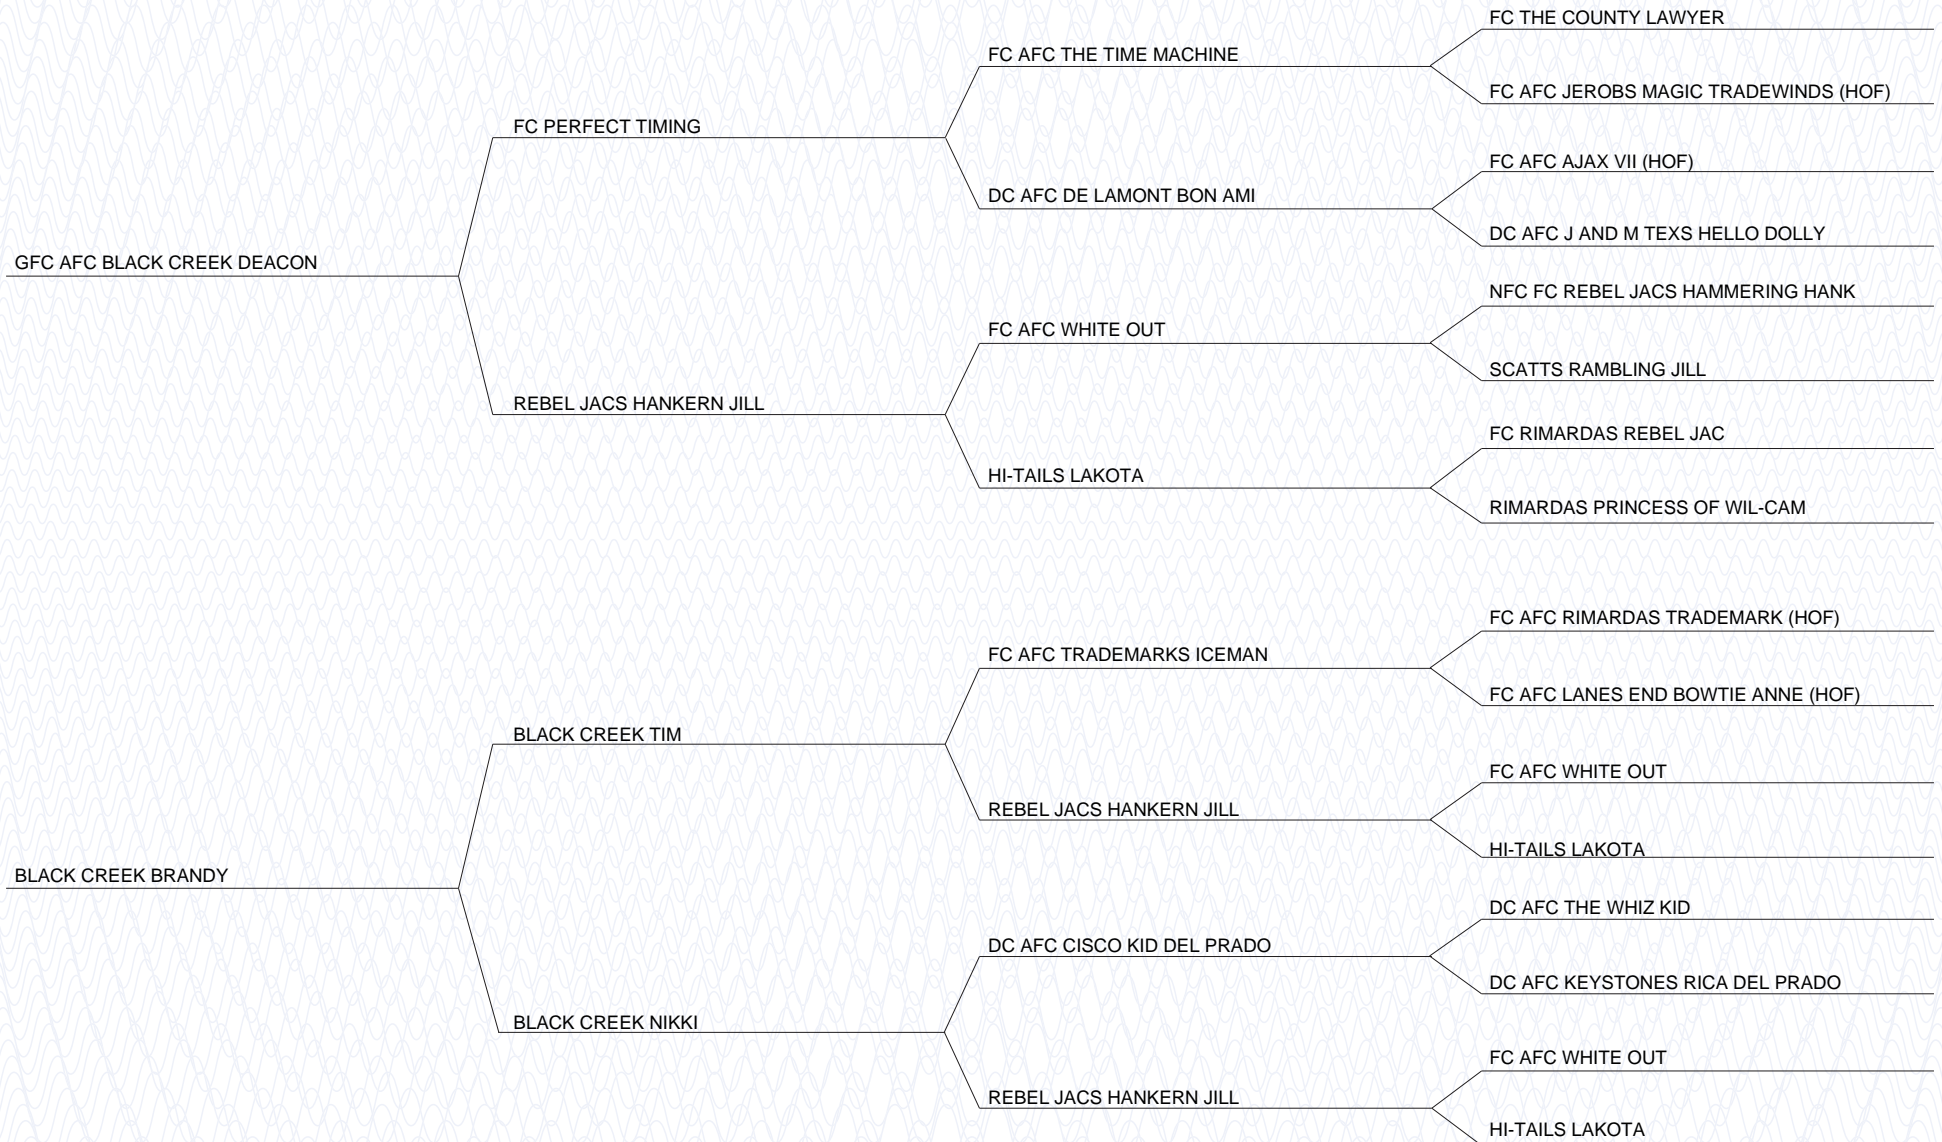 FC THE COUNTY LAWYER
FC AFC THE TIME MACHINE
FC AFC JEROBS MAGIC TRADEWINDS (HOF)
FC PERFECT TIMING
FC AFC AJAX VII (HOF)
DC AFC DE LAMONT BON AMI
DC AFC J AND M TEXS HELLO DOLLY
GFC AFC BLACK CREEK DEACON
NFC FC REBEL JACS HAMMERING HANK
FC AFC WHITE OUT
SCATTS RAMBLING JILL
REBEL JACS HANKERN JILL
FC RIMARDAS REBEL JAC
HI-TAILS LAKOTA
RIMARDAS PRINCESS OF WIL-CAM
FC AFC RIMARDAS TRADEMARK (HOF)
FC AFC TRADEMARKS ICEMAN
FC AFC LANES END BOWTIE ANNE (HOF)
BLACK CREEK TIM
FC AFC WHITE OUT
REBEL JACS HANKERN JILL
HI-TAILS LAKOTA
BLACK CREEK BRANDY
DC AFC THE WHIZ KID
DC AFC CISCO KID DEL PRADO
DC AFC KEYSTONES RICA DEL PRADO
BLACK CREEK NIKKI
FC AFC WHITE OUT
REBEL JACS HANKERN JILL
HI-TAILS LAKOTA